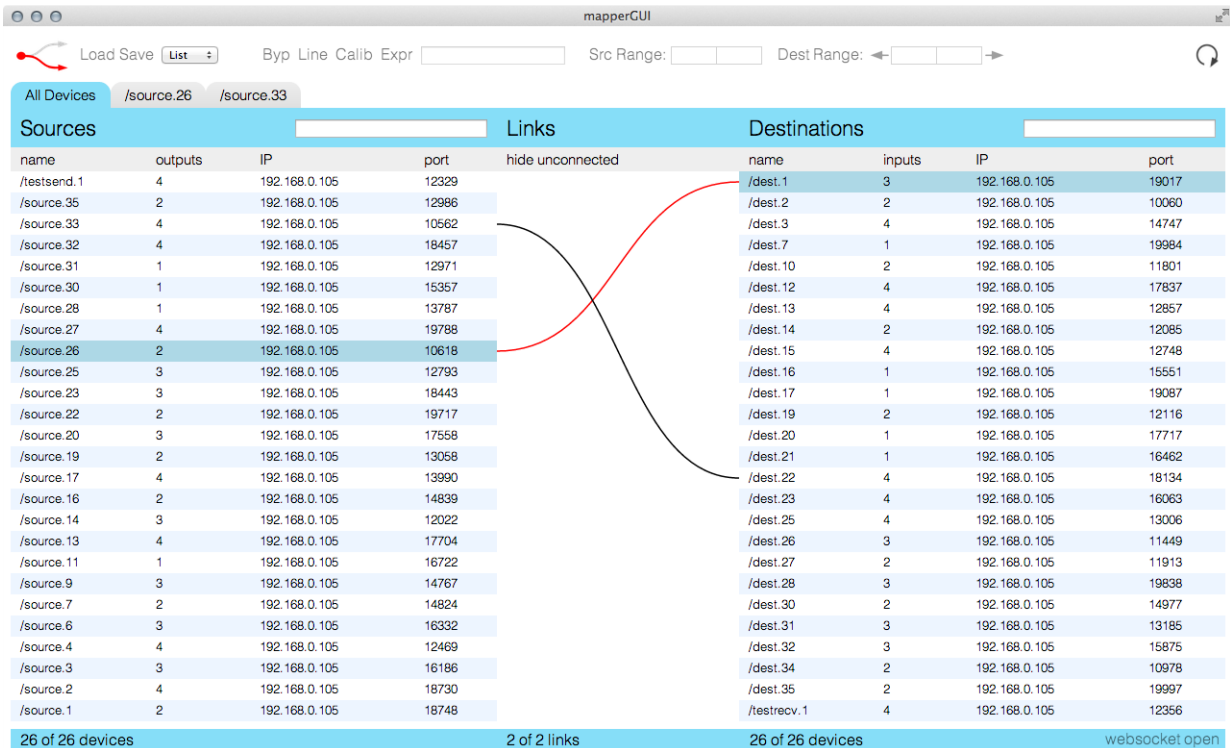 mapperGUI
Load Save List Byp Line Calib Expr Src Range: Dest Range:
All Devices /source.26 /source.33
Sources Links Destinations
name outputs IP port hide unconnected name inputs IP port
/testsend.1 4 192.168.0.105 12329 /dest.1 3 192.168.0.105 19017
/source.35 2 192.168.0.105 12986 /dest.2 2 192.168.0.105 10060
/source.33 4 192.168.0.105 10562 /dest.3 4 192.168.0.105 14747
/source.32 4 192.168.0.105 18457 /dest.7 1 192.168.0.105 19984
/source.31 1 192.168.0.105 12971 /dest.10 2 192.168.0.105 11801
/source.30 1 192.168.0.105 15357 /dest.12 4 192.168.0.105 17837
/source.28 1 192.168.0.105 13787 /dest.13 4 192.168.0.105 12857
/source.27 4 192.168.0.105 19788 /dest.14 2 192.168.0.105 12085
/source.26 2 192.168.0.105 10618 /dest.15 4 192.168.0.105 12748
/source.25 3 192.168.0.105 12793 /dest.16 1 192.168.0.105 15551
/source.23 3 192.168.0.105 18443 /dest.17 1 192.168.0.105 19087
/source.22 2 192.168.0.105 19717 /dest.19 2 192.168.0.105 12116
/source.20 3 192.168.0.105 17558 /dest.20 1 192.168.0.105 17717
/source.19 2 192.168.0.105 13058 /dest.21 1 192.168.0.105 16462
/source.17 4 192.168.0.105 13990 /dest.22 4 192.168.0.105 18134
/source.16 2 192.168.0.105 14839 /dest.23 4 192.168.0.105 16063
/source.14 3 192.168.0.105 12022 /dest.25 4 192.168.0.105 13006
/source.13 4 192.168.0.105 17704 /dest.26 3 192.168.0.105 11449
/source.11 1 192.168.0.105 16722 /dest.27 2 192.168.0.105 11913
/source.9 3 192.168.0.105 14767 /dest.28 3 192.168.0.105 19838
/source.7 2 192.168.0.105 14824 /dest.30 2 192.168.0.105 14977
/source.6 3 192.168.0.105 16332 /dest.31 3 192.168.0.105 13185
/source.4 4 192.168.0.105 12469 /dest.32 3 192.168.0.105 15875
/source.3 3 192.168.0.105 16186 /dest.34 2 192.168.0.105 10978
/source.2 4 192.168.0.105 18730 /dest.35 2 192.168.0.105 19997
/source.1 2 192.168.0.105 18748 /testrecv.1 4 192.168.0.105 12356
26 of 26 devices 2 of 2 links 26 of 26 devices websocket open